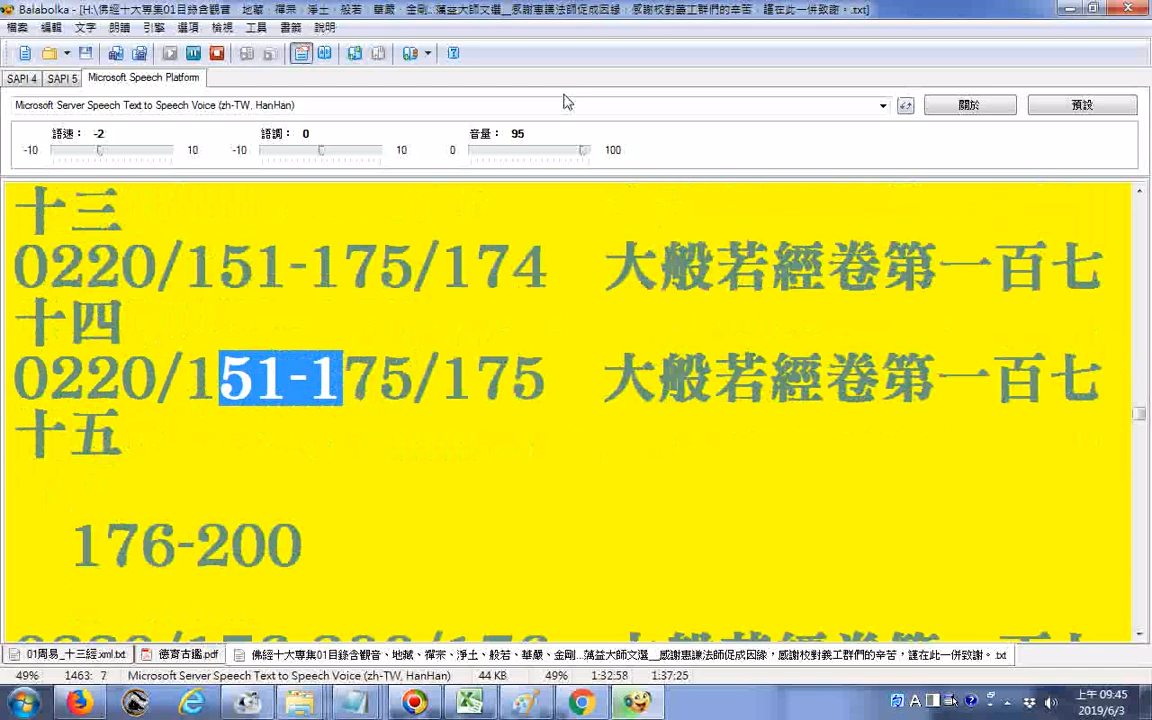 Balabolka - [H:\佛經十大專集01目錄含觀音、地藏、禪宗、淨土、般若、華嚴、金剛...蕅益大師文選__感謝惠謙法師促成因緣，感謝校對義工群們的辛苦，謹在此一併致謝。.txt]
檔案 編輯 文字 朗讀 引擎 選項 檢視 工具 書籤 說明
SAPI 4 SAPI 5 Microsoft Speech Platform
Microsoft Server Speech Text to Speech Voice (zh-TW, HanHan) 關於 預設
語速： -2 語調： 0 音量： 95
-10 10 -10 10 0 100
十三
0220/151-175/174 大般若經卷第一百七
十四
0220/151-175/175 大般若經卷第一百七
十五
176-200
0220/176-200/176 大般若經卷第一百七
01周易_十三經.xml.txt 德育古鑑.pdf 佛經十大專集01目錄含觀音、地藏、禪宗、淨土、般若、華嚴、金剛...蕅益大師文選__感謝惠謙法師促成因緣，感謝校對義工群們的辛苦，謹在此一併致謝。.txt
49% 1463: 7 Microsoft Server Speech Text to Speech Voice (zh-TW, HanHan) 44 KB 49% 1:32:58 1:37:25
上午 09:45
2019/6/3